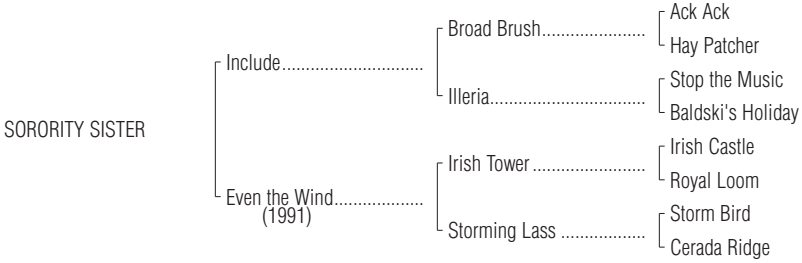 Ack Ack
Broad Brush......................
Hay Patcher
Include..............................
Stop the Music
Illeria.................................
Baldski's Holiday
SORORITY SISTER
Irish Castle
Irish Tower ........................
Royal Loom
Even the Wind...................
(1991)
Storm Bird
Storming Lass ..................
Cerada Ridge